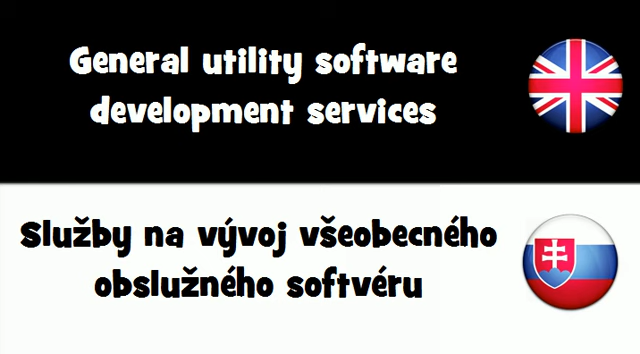 General utility software
development services
Služby na vývoj všeobecného
obslužného softvéru